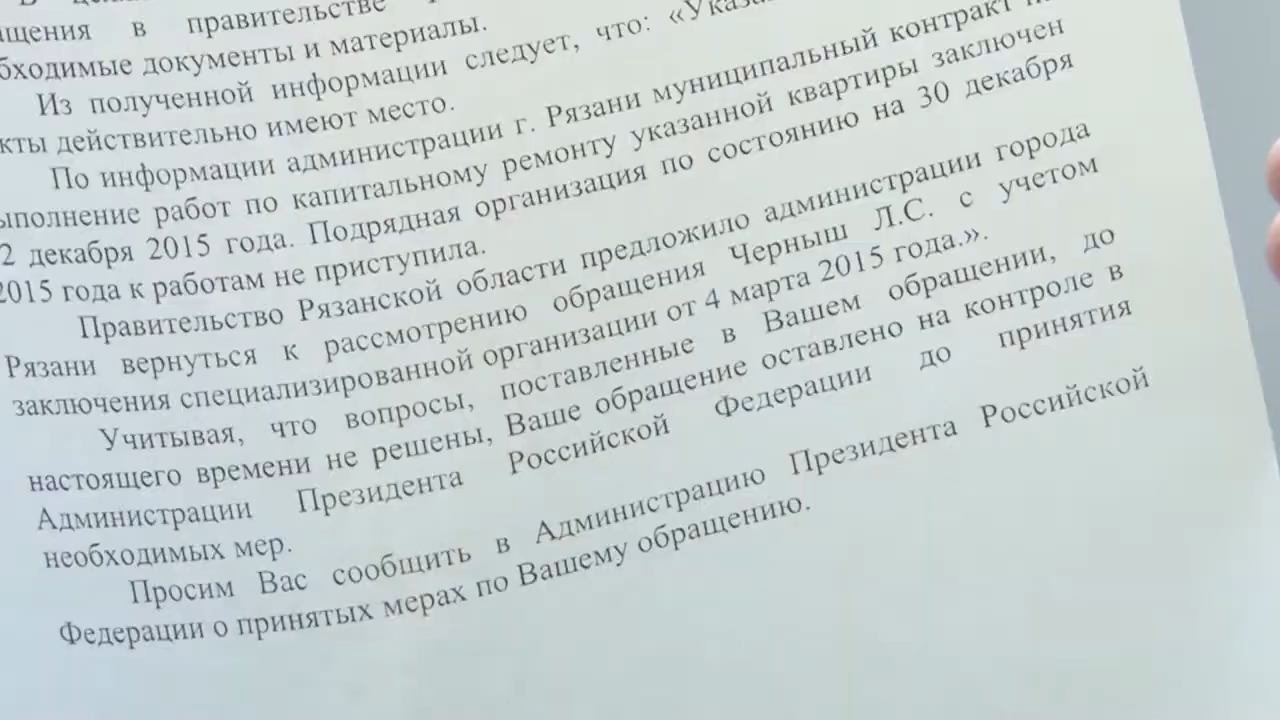 ащения в правительстве
бходимые документы и материалы.
Из полученной информации следует, что: «Указа
кты действительно имеют место.
По информации администрации г. Рязани муниципальный контракт
ыполнение работ по капитальному ремонту указанной квартиры заключен
2 декабря 2015 года. Подрядная организация по состоянию на 30 декабря
2015 года к работам не приступила.
Правительство Рязанской области предложило администрации города
Рязани вернуться к рассмотрению обращения Черныш Л.С. с учетом
заключения специализированной организации от 4 марта 2015 года.».
Учитывая, что вопросы, поставленные в Вашем обращении, до
настоящего времени не решены, Ваше обращение оставлено на контроле в
Администрации Президента Российской Федерации до принятия
необходимых мер.
Просим Вас сообщить в Администрацию Президента Российской
Федерации о принятых мерах по Вашему обращению.